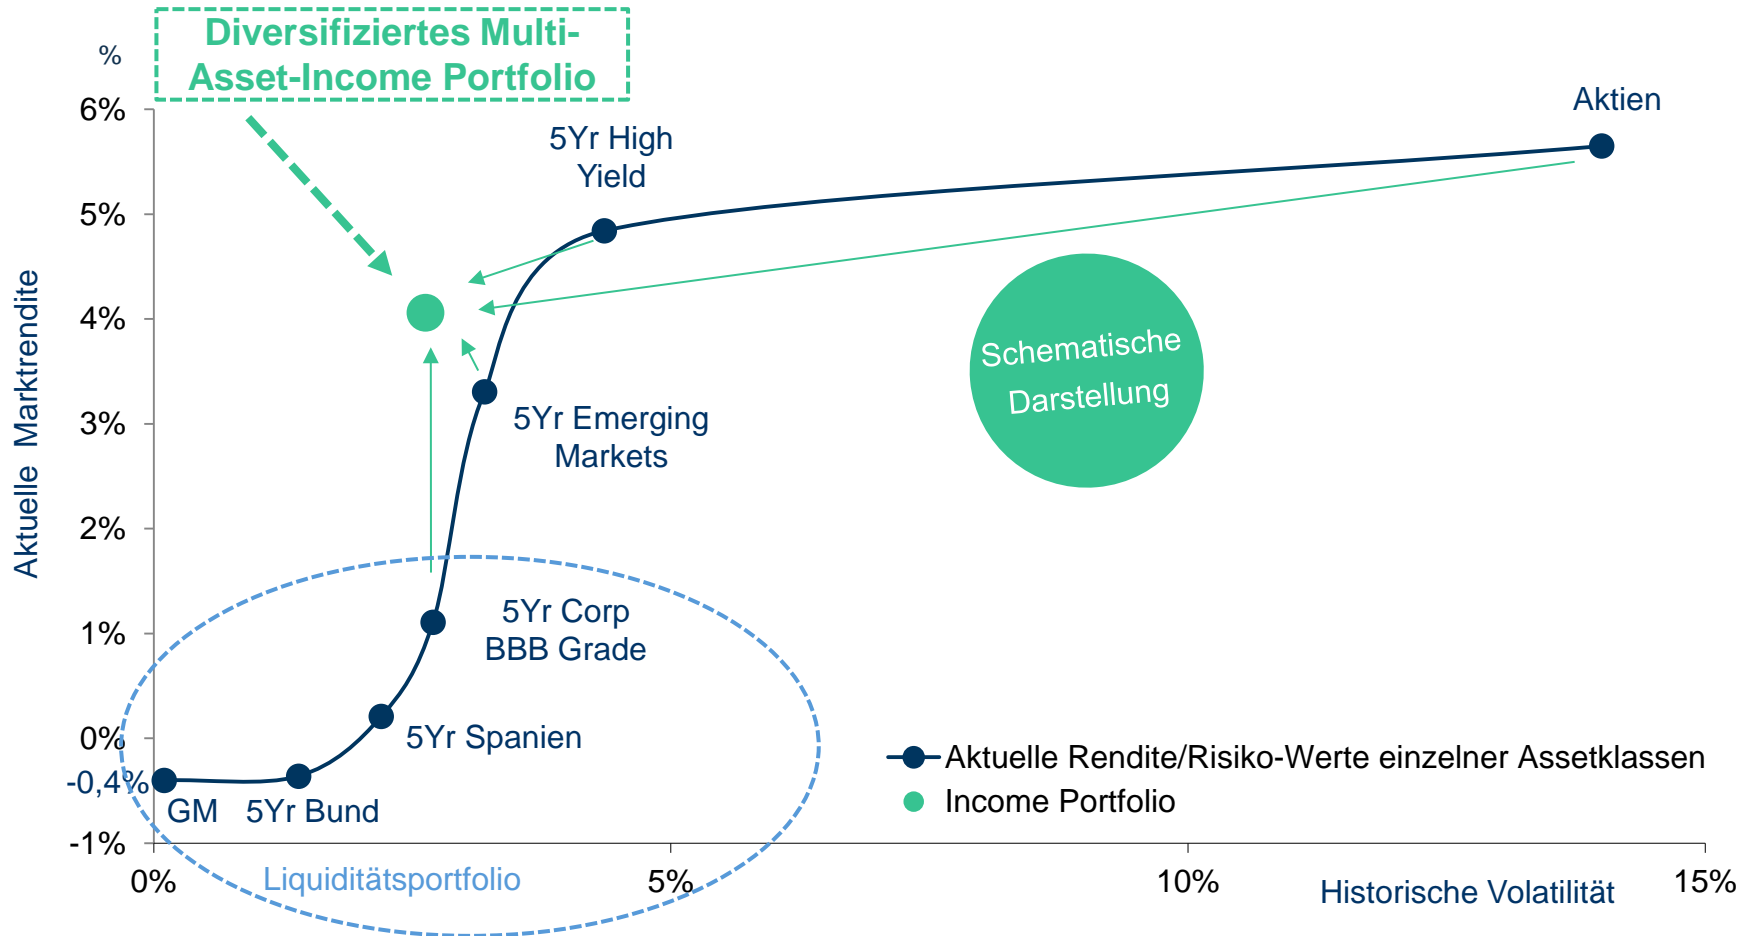 Diversifiziertes Multi-
Asset-Income Portfolio
%
6%
5%
4%
3%
2%
1%
0%
-0,4%
-1%
Aktuelle Marktrendite
Aktien
5Yr High
Yield
Schematische
Darstellung
5Yr Emerging
Markets
5Yr Corp
BBB Grade
5Yr Spanien
GM
5Yr Bund
Aktuelle Rendite/Risiko-Werte einzelner Assetklassen
Income Portfolio
0%
5%
10%
15%
Liquiditätsportfolio
Historische Volatilität